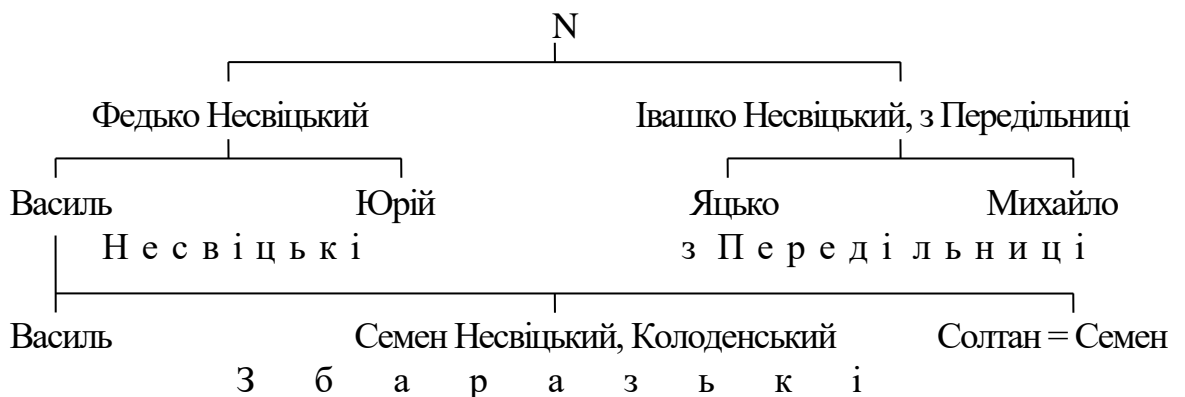 N
Федько Несвіцький Івашко Несвіцький, з Передільниці
Василь Юрій Яцько Михайло
Н е с в і ц ь к і з П е р е д і л ь н и ц і
Василь Семен Несвіцький, Колоденський Солтан = Семен
З б а р а з ь к і